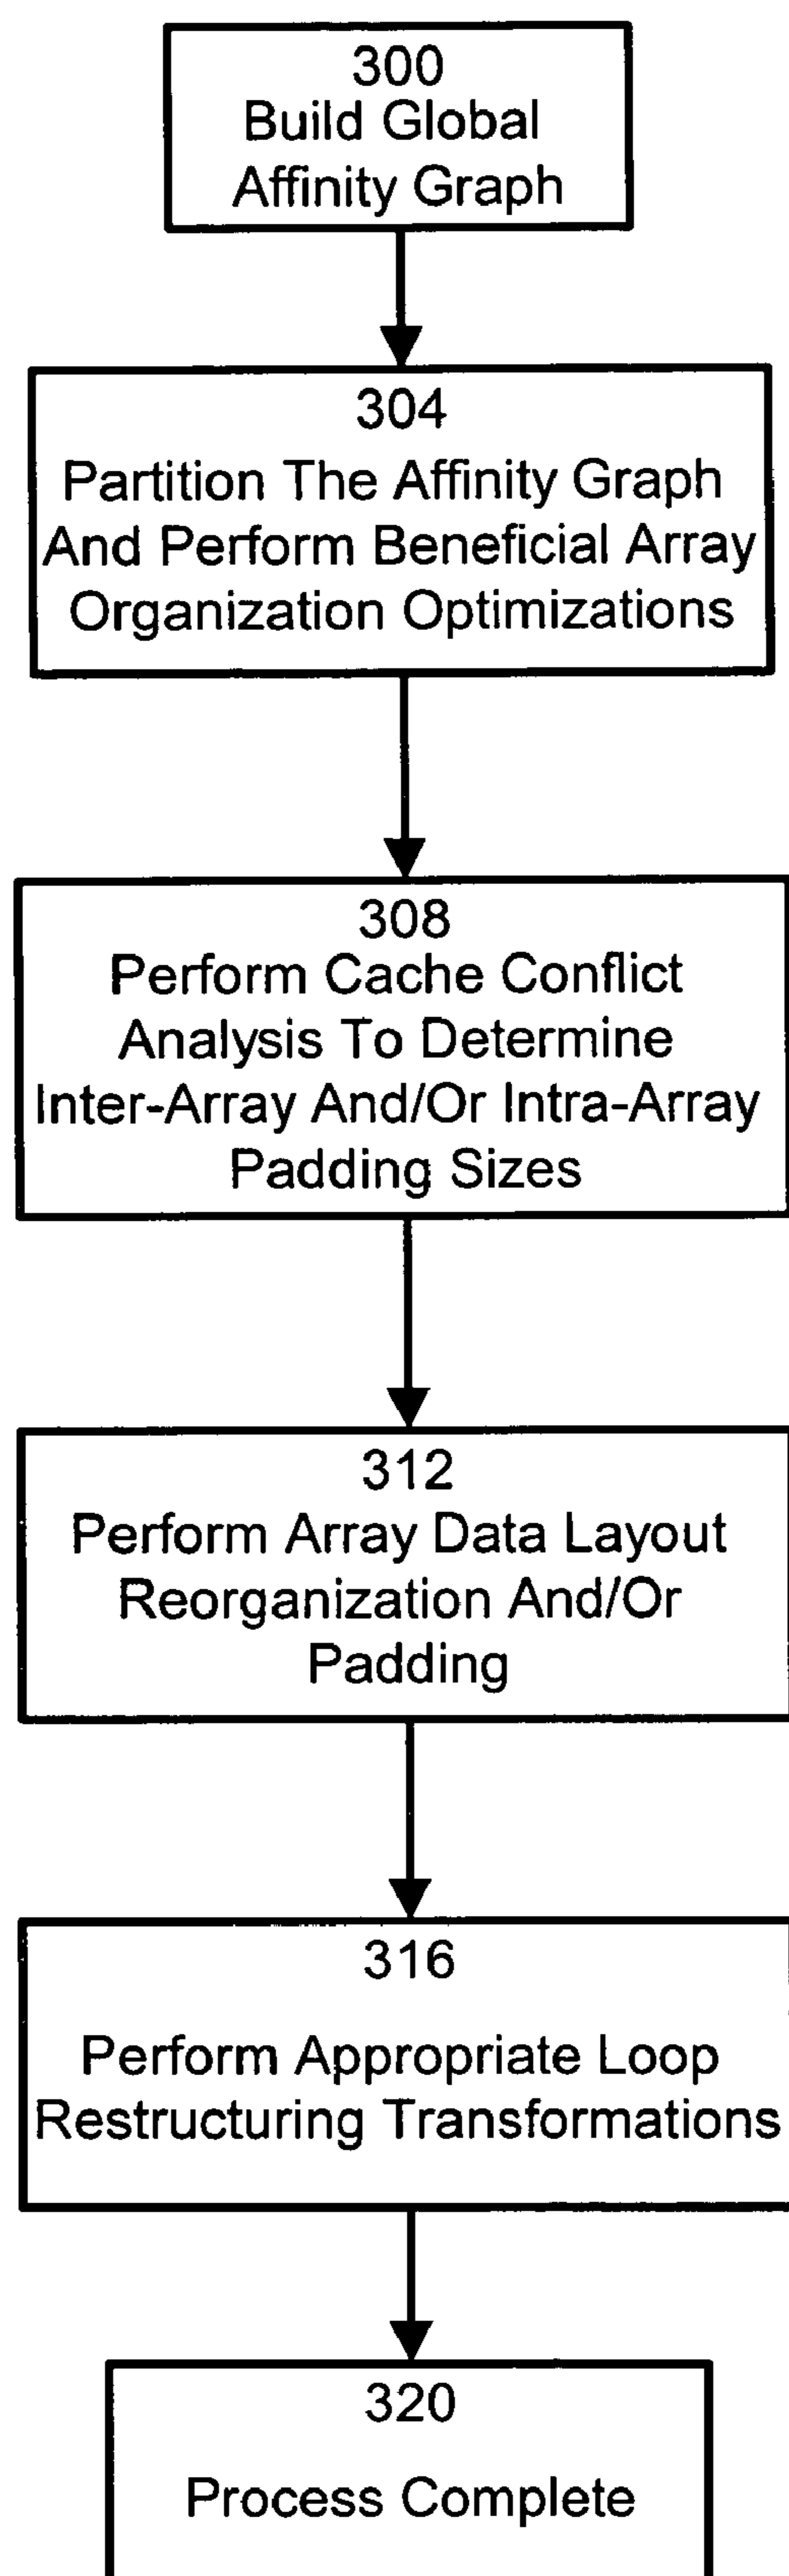 300
Build Global
Affinity Graph
304
Partition The Affinity Graph
And Perform Beneficial Array
Organization Optimizations
308
Perform Cache Conflict
Analysis To Determine
Inter-Array And/Or Intra-Array
Padding Sizes
312
Perform Array Data Layout
Reorganization And/Or
Padding
316
Perform Appropriate Loop
Restructuring Transformations
320
Process Complete